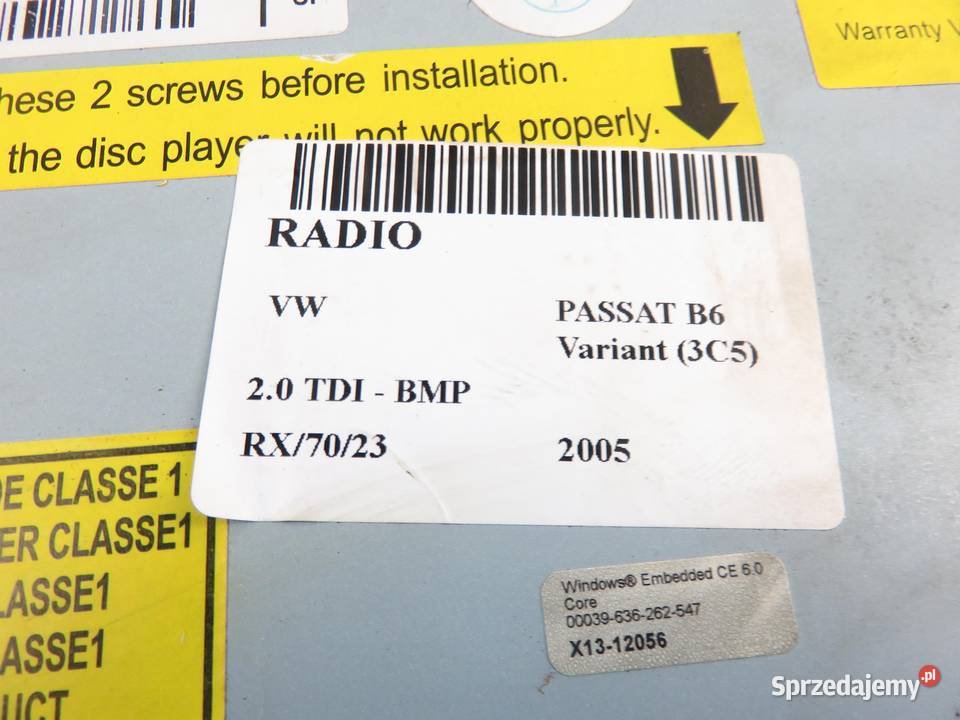 hese 2 screws before installation.
the disc player will not work properly.
Warranty
RADIO
VW
PASSAT B6
Variant (3C5)
2.0 TDI - BMP
RX/70/23
2005
DE CLASSE 1
ER CLASSE1
LASSE1
ASSE1
UCT
Windows® Embedded CE 6.0
Core
00039-636-262-547
X13-12056
Sprzedajemy.pl